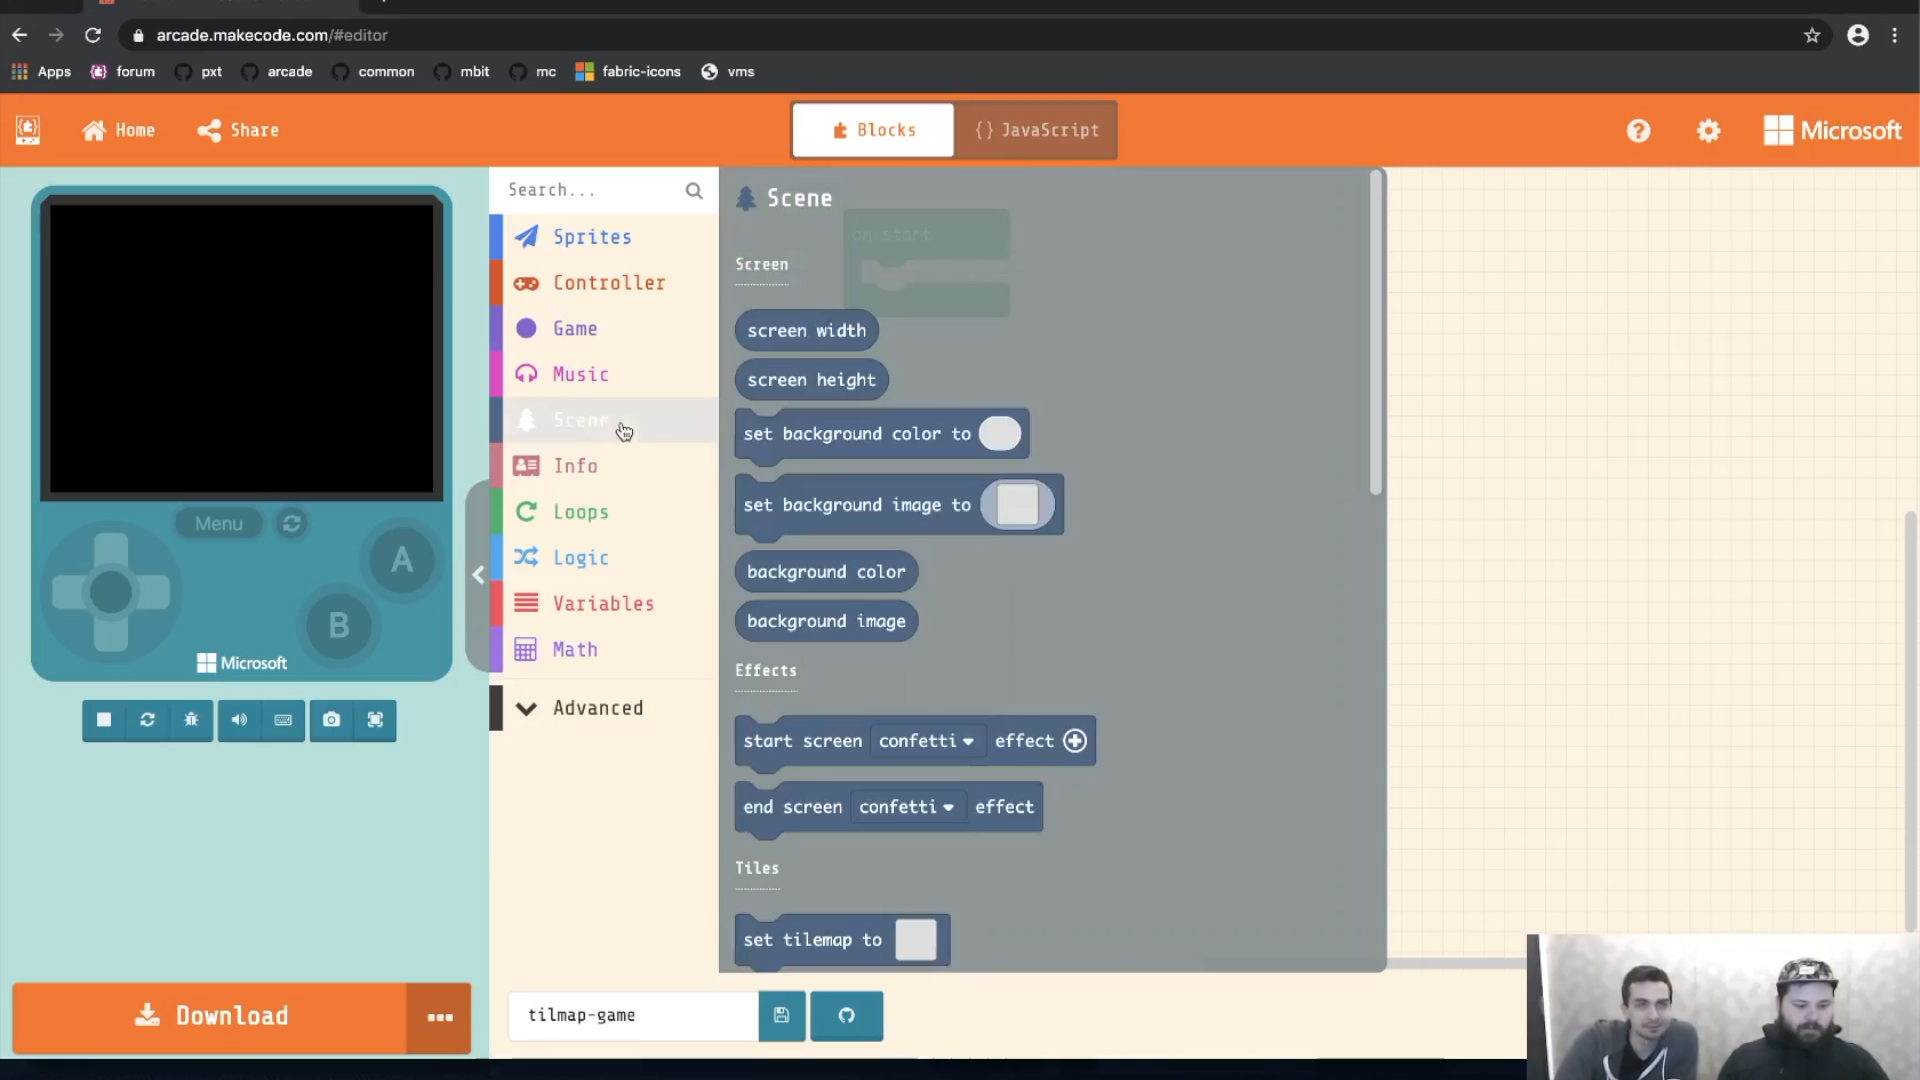 arcade.makecode.com/#editor
Apps forum pxt arcade common mbit mc fabric-icons vms
Home Share Blocks {} JavaScript ? Microsoft
Search...
Sprites
Controller
Game
Music
Scene
Info
Loops
Logic
Variables
Math
Advanced
Scene
on start
Screen
screen width
screen height
set background color to
set background image to
background color
background image
Effects
start screen confetti effect
end screen confetti effect
Tiles
set tilemap to
Menu
A
B
Microsoft
Download ...
tilmap-game